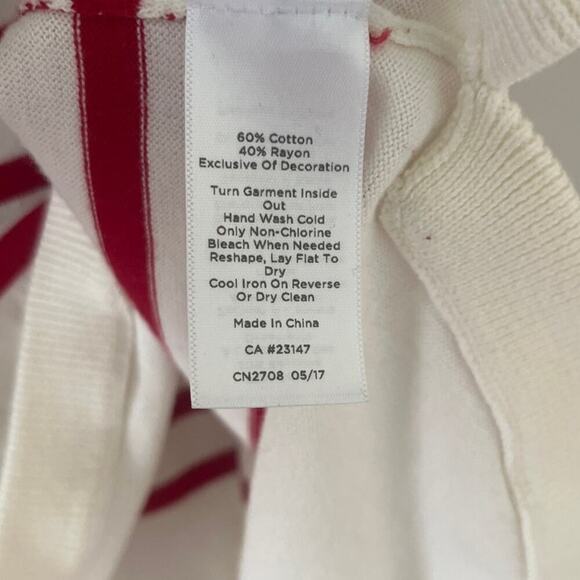 60% Cotton
40% Rayon
Exclusive Of Decoration
Turn Garment Inside
Out
Hand Wash Cold
Only Non-Chlorine
Bleach When Needed
Reshape, Lay Flat To
Dry
Cool Iron On Reverse
Or Dry Clean
Made In China
CA #23147
CN2708 05/17